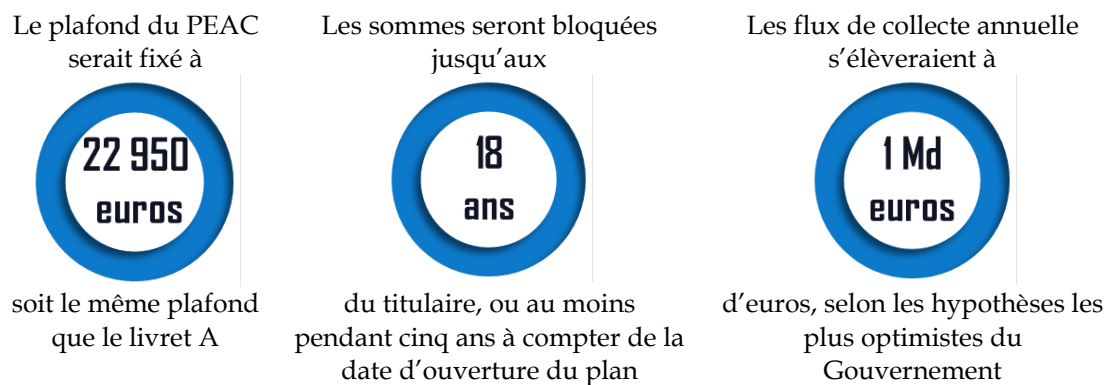 Le plafond du PEAC
serait fixé à
22 950
euros
soit le même plafond
que le livret A
Les sommes seront bloquées
jusqu’aux
18
ans
du titulaire, ou au moins
pendant cinq ans à compter de la
date d’ouverture du plan
Les flux de collecte annuelle
s’élèveraient à
1 Md
euros
d’euros, selon les hypothèses les
plus optimistes du
Gouvernement